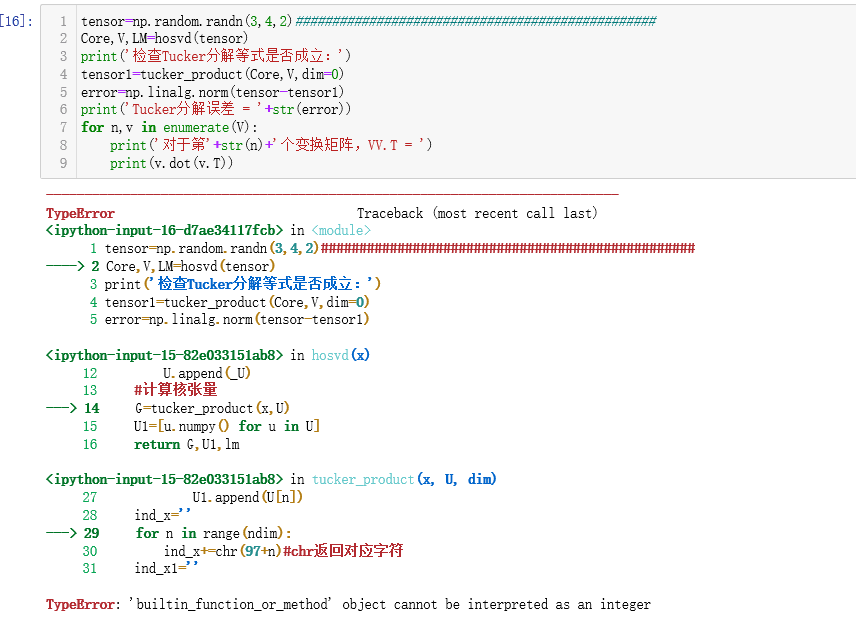 [16]:
1 tensor=np.random.randn(3,4,2)###############################################
2 Core,V,LM=hosvd(tensor)
3 print('检查Tucker分解等式是否成立：')
4 tensor1=tucker_product(Core,V,dim=0)
5 error=np.linalg.norm(tensor-tensor1)
6 print('Tucker分解误差 = '+str(error))
7 for n,v in enumerate(V):
8     print('对于第'+str(n)+'个变换矩阵，VV.T = ')
9     print(v.dot(v.T))
---------------------------------------------------------------------------
TypeError                                 Traceback (most recent call last)
<ipython-input-16-d7ae34117fcb> in <module>
      1 tensor=np.random.randn(3,4,2)###############################################
----> 2 Core,V,LM=hosvd(tensor)
      3 print('检查Tucker分解等式是否成立：')
      4 tensor1=tucker_product(Core,V,dim=0)
      5 error=np.linalg.norm(tensor-tensor1)
<ipython-input-15-82e033151ab8> in hosvd(x)
     12         U.append(_U)
     13     #计算核张量
---> 14     G=tucker_product(x,U)
     15     U1=[u.numpy() for u in U]
     16     return G,U1,lm
<ipython-input-15-82e033151ab8> in tucker_product(x, U, dim)
     27             U1.append(U[n])
     28     ind_x=''
---> 29     for n in range(ndim):
     30         ind_x+=chr(97+n)#chr返回对应字符
     31     ind_x1=''
TypeError: 'builtin_function_or_method' object cannot be interpreted as an integer